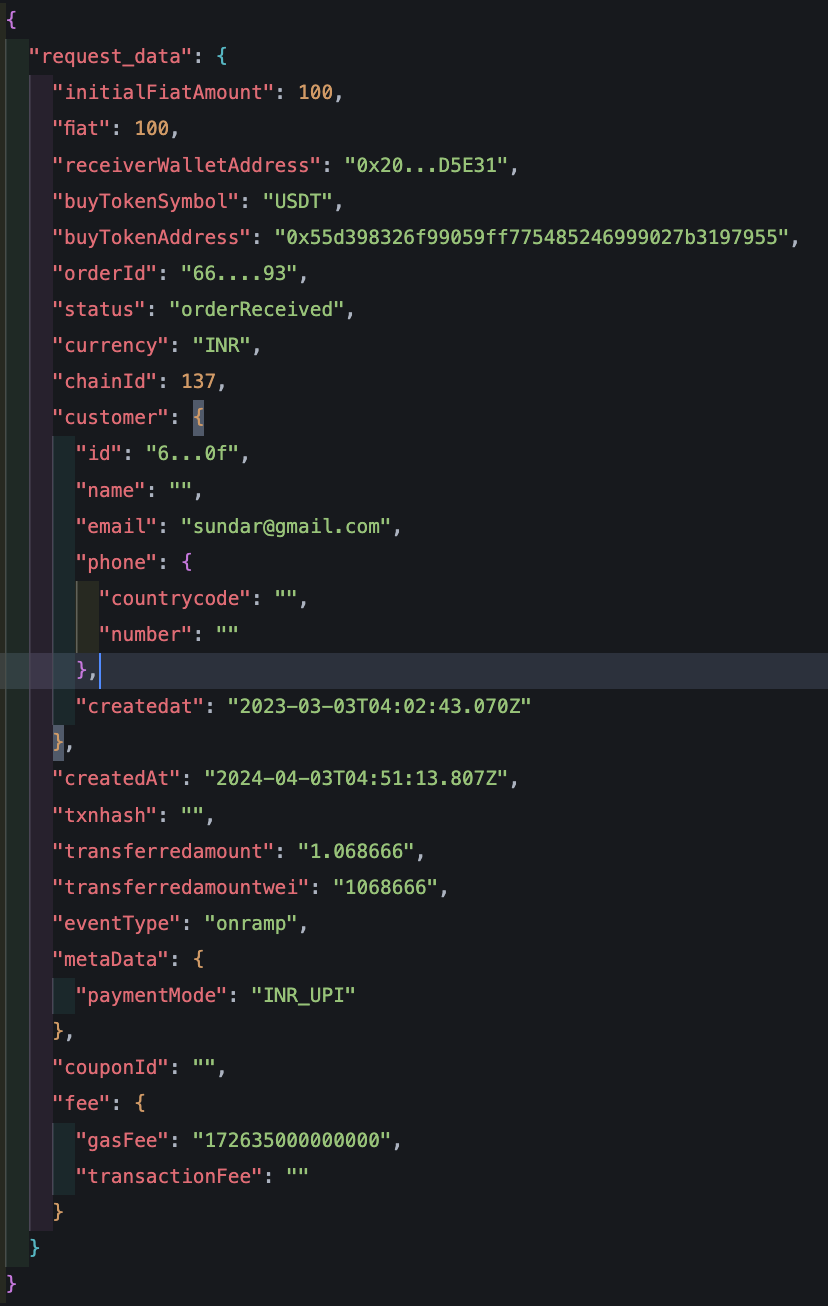 {
"request_data": {
"initialFiatAmount": 100,
"fiat": 100,
"receiverWalletAddress": "0x20...D5E31",
"buyTokenSymbol": "USDT",
"buyTokenAddress": "0x55d398326f99059ff775485246999027b3197955",
"orderId": "66....93",
"status": "orderReceived",
"currency": "INR",
"chainId": 137,
"customer": {
"id": "6...0f",
"name": "",
"email": "sundar@gmail.com",
"phone": {
"countrycode": "",
"number": ""
},
"createdat": "2023-03-03T04:02:43.070Z"
},
"createdAt": "2024-04-03T04:51:13.807Z",
"txnhash": "",
"transferredamount": "1.068666",
"transferredamountwei": "1068666",
"eventType": "onramp",
"metaData": {
"paymentMode": "INR_UPI"
},
"couponId": "",
"fee": {
"gasFee": "172635000000000",
"transactionFee": ""
}
}
}